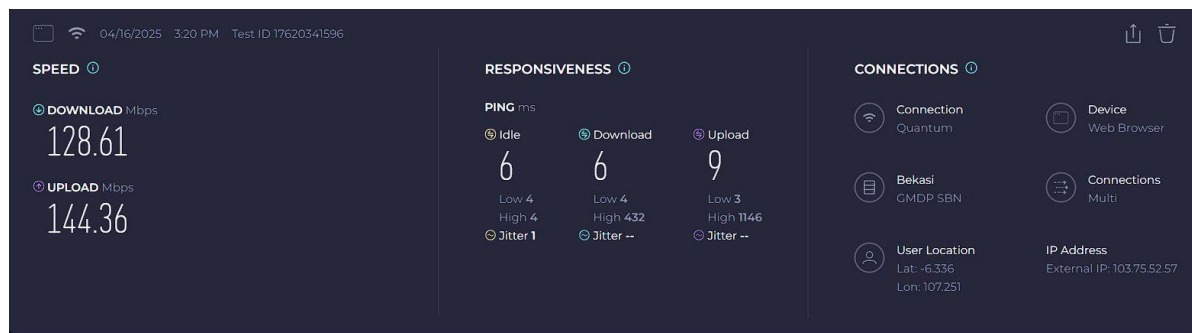 04/16/2025 3:20 PM Test ID 17620341596
SPEED
DOWNLOAD Mbps
128.61
UPLOAD Mbps
144.36
RESPONSIVENESS
PING ms
Idle Download Upload
6 6 9
Low 4 Low 4 Low 3
High 4 High 432 High 1146
Jitter 1 Jitter -- Jitter --
CONNECTIONS
Connection
Quantum
Device
Web Browser
Bekasi
GMDP SBN
Connections
Multi
User Location
Lat: -6.336
Lon: 107.251
IP Address
External IP: 103.75.52.57